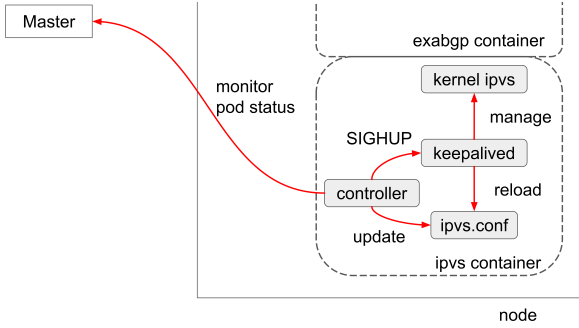 Master
exabgp container
kernel ipvs
monitor
pod status
manage
SIGHUP
keepalived
reload
controller
update
ipvs.conf
ipvs container
node